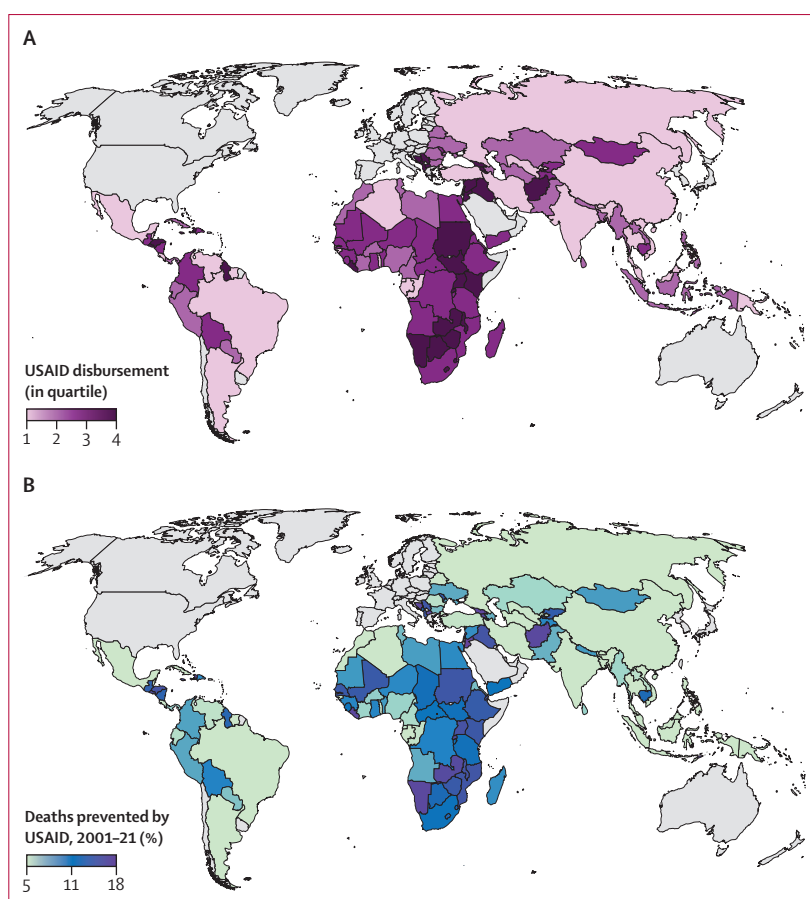 A
USAID disbursement
(in quartile)
1 2 3 4
B
Deaths prevented by
USAID, 2001–21 (%)
5 11 18